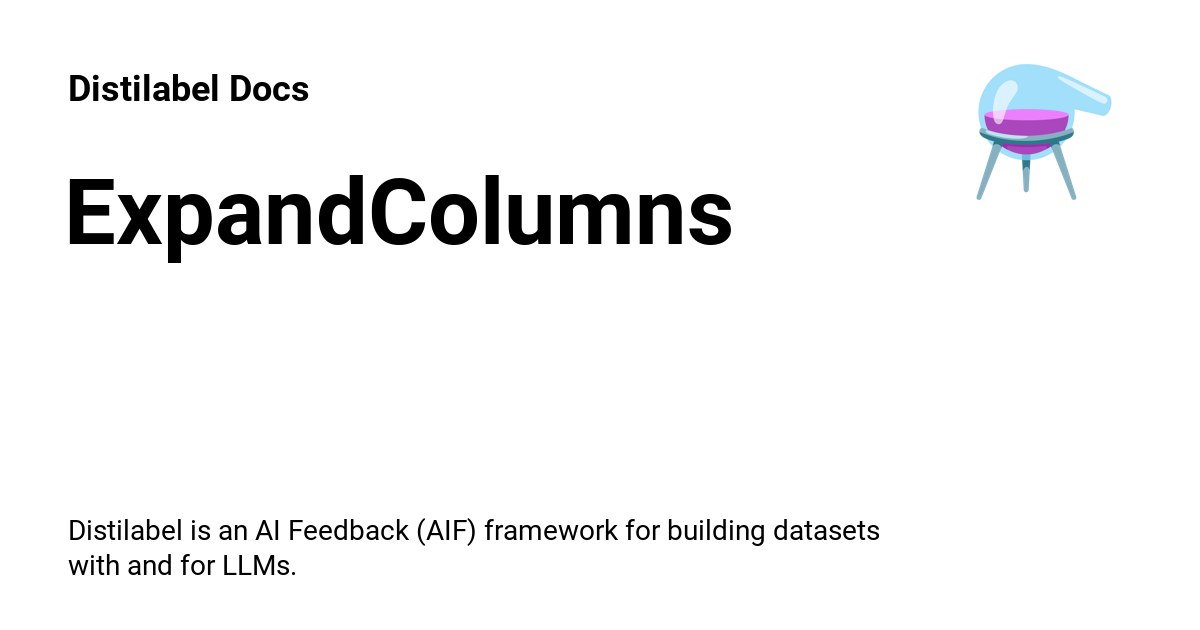 Distilabel Docs
ExpandColumns
Distilabel is an AI Feedback (AIF) framework for building datasets
with and for LLMs.